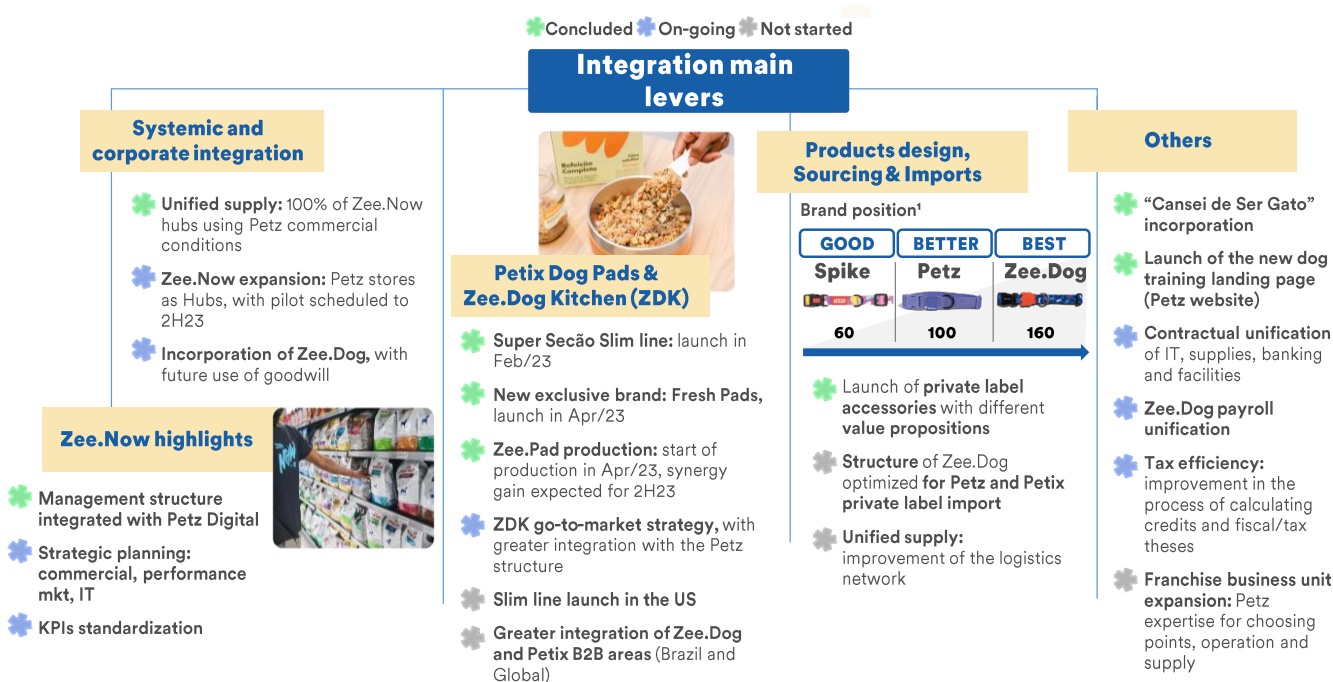 Concluded On-going Not started
Integration main
levers
Systemic and
corporate integration
Unified supply: 100% of Zee.Now
hubs using Petz commercial
conditions
Zee.Now expansion: Petz stores
as Hubs, with pilot scheduled to
2H23
Incorporation of Zee.Dog, with
future use of goodwill
Zee.Now highlights
NOW
Management structure
integrated with Petz Digital
Strategic planning:
commercial, performance
mkt, IT
KPIs standardization
Refeição
Completa
Petix Dog Pads &
Zee.Dog Kitchen (ZDK)
Super Secão Slim line: launch in
Feb/23
New exclusive brand: Fresh Pads,
launch in Apr/23
Zee.Pad production: start of
production in Apr/23, synergy
gain expected for 2H23
ZDK go-to-market strategy, with
greater integration with the Petz
structure
Slim line launch in the US
Greater integration of Zee.Dog
and Petix B2B areas (Brazil and
Global)
Products design,
Sourcing & Imports
Brand position¹
GOOD BETTER BEST
Spike Petz Zee.Dog
60 100 160
Launch of private label
accessories with different
value propositions
Structure of Zee.Dog
optimized for Petz and Petix
private label import
Unified supply:
improvement of the logistics
network
Others
“Cansei de Ser Gato”
incorporation
Launch of the new dog
training landing page
(Petz website)
Contractual unification
of IT, supplies, banking
and facilities
Zee.Dog payroll
unification
Tax efficiency:
improvement in the
process of calculating
credits and fiscal/tax
theses
Franchise business unit
expansion: Petz
expertise for choosing
points, operation and
supply